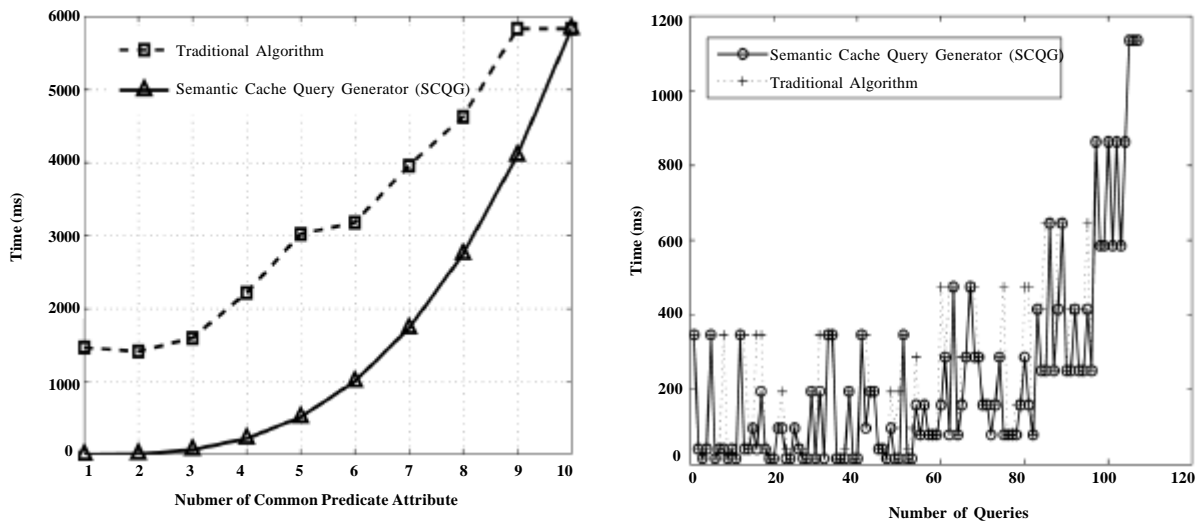 6000
5000
4000
3000
2000
1000
0
Time (ms)
Traditional Algorithm
Semantic Cache Query Generator (SCQG)
1 2 3 4 5 6 7 8 9 10
Nubmer of Common Predicate Attribute
1200
1000
800
600
400
200
0
Time (ms)
Semantic Cache Query Generator (SCQG)
Traditional Algorithm
0 20 40 60 80 100 120
Number of Queries